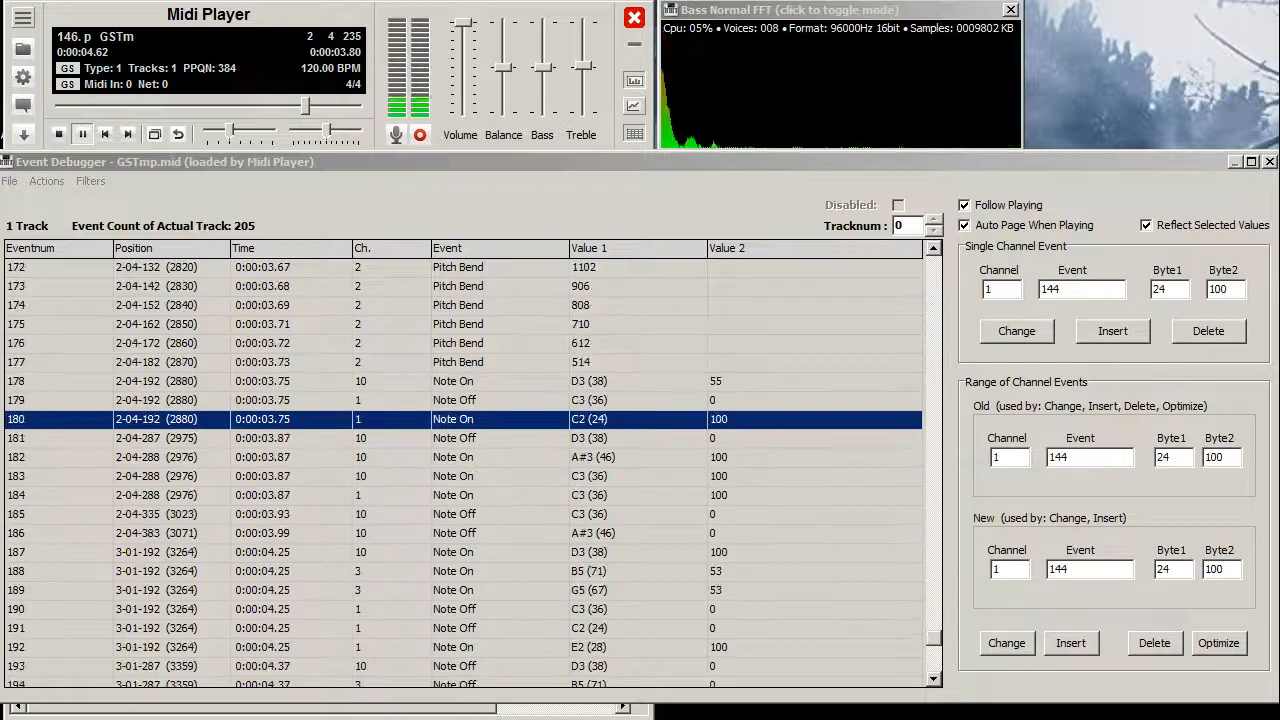 Midi Player
146. p GSTm 2 4 235
0:00:04.62 0:00:03.80
GS Type: 1 Tracks: 1 PPQN: 384 120.00 BPM
GS Midi In: 0 Net: 0 4/4
Volume Balance Bass Treble
Bass Normal FFT (click to toggle mode)
Cpu: 05% • Voices: 008 • Format: 96000Hz 16bit • Samples: 0009802 KB
Event Debugger - GSTmp.mid (loaded by Midi Player)
File Actions Filters
Disabled:
1 Track Event Count of Actual Track: 205 Tracknum : 0
Eventnum Position Time Ch. Event Value 1 Value 2
172 2-04-132 (2820) 0:00:03.67 2 Pitch Bend 1102
173 2-04-142 (2830) 0:00:03.68 2 Pitch Bend 906
174 2-04-152 (2840) 0:00:03.69 2 Pitch Bend 808
175 2-04-162 (2850) 0:00:03.71 2 Pitch Bend 710
176 2-04-172 (2860) 0:00:03.72 2 Pitch Bend 612
177 2-04-182 (2870) 0:00:03.73 2 Pitch Bend 514
178 2-04-192 (2880) 0:00:03.75 10 Note On D3 (38) 55
179 2-04-192 (2880) 0:00:03.75 1 Note Off C3 (36) 0
180 2-04-192 (2880) 0:00:03.75 1 Note On C2 (24) 100
181 2-04-287 (2975) 0:00:03.87 10 Note Off D3 (38) 0
182 2-04-288 (2976) 0:00:03.87 10 Note On A#3 (46) 100
183 2-04-288 (2976) 0:00:03.87 10 Note On C3 (36) 100
184 2-04-288 (2976) 0:00:03.87 1 Note On C3 (36) 100
185 2-04-335 (3023) 0:00:03.93 10 Note Off C3 (36) 0
186 2-04-383 (3071) 0:00:03.99 10 Note Off A#3 (46) 0
187 3-01-192 (3264) 0:00:04.25 10 Note On D3 (38) 100
188 3-01-192 (3264) 0:00:04.25 3 Note On B5 (71) 53
189 3-01-192 (3264) 0:00:04.25 3 Note On G5 (67) 53
190 3-01-192 (3264) 0:00:04.25 1 Note Off C3 (36) 0
191 3-01-192 (3264) 0:00:04.25 1 Note Off C2 (24) 0
192 3-01-192 (3264) 0:00:04.25 1 Note On E2 (28) 100
193 3-01-287 (3359) 0:00:04.37 10 Note Off D3 (38) 0
194 3-01-287 (3359) 0:00:04.37 3 Note Off B5 (71) 0
Follow Playing
Auto Page When Playing Reflect Selected Values
Single Channel Event
Channel Event Byte1 Byte2
1 144 24 100
Change Insert Delete
Range of Channel Events
Old (used by: Change, Insert, Delete, Optimize)
Channel Event Byte1 Byte2
1 144 24 100
New (used by: Change, Insert)
Channel Event Byte1 Byte2
1 144 24 100
Change Insert Delete Optimize